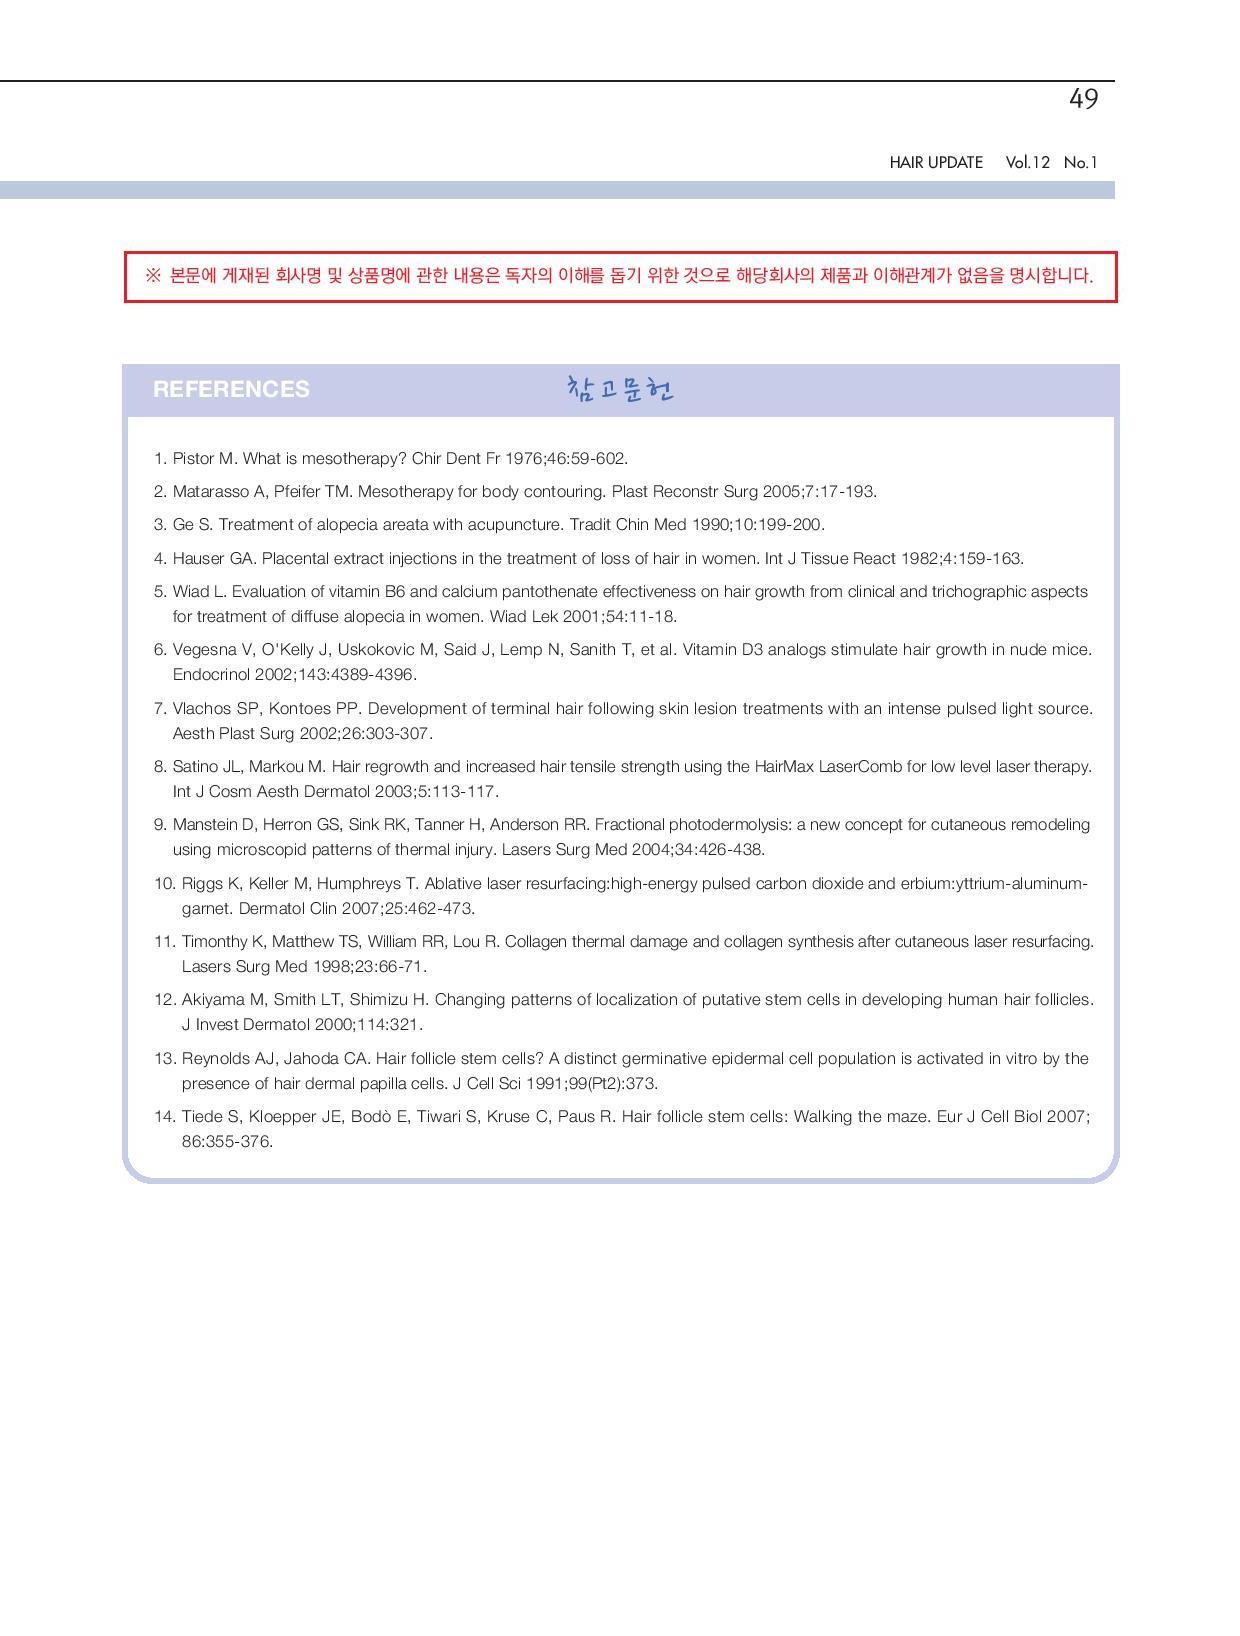 49
HAIR UPDATE Vol.12 No.1
※ 본문에 게재된 회사명 및 상품명에 관한 내용은 독자의 이해를 돕기 위한 것으로 해당회사의 제품과 이해관계가 없음을 명시합니다.
REFERENCES 참고문헌
1. Pistor M. What is mesotherapy? Chir Dent Fr 1976;46:59-602.
2. Matarasso A, Pfeifer TM. Mesotherapy for body contouring. Plast Reconstr Surg 2005;7:17-193.
3. Ge S. Treatment of alopecia areata with acupuncture. Tradit Chin Med 1990;10:199-200.
4. Hauser GA. Placental extract injections in the treatment of loss of hair in women. Int J Tissue React 1982;4:159-163.
5. Wiad L. Evaluation of vitamin B6 and calcium pantothenate effectiveness on hair growth from clinical and trichographic aspects
for treatment of diffuse alopecia in women. Wiad Lek 2001;54:11-18.
6. Vegesna V, O'Kelly J, Uskokovic M, Said J, Lemp N, Sanith T, et al. Vitamin D3 analogs stimulate hair growth in nude mice.
Endocrinol 2002;143:4389-4396.
7. Vlachos SP, Kontoes PP. Development of terminal hair following skin lesion treatments with an intense pulsed light source.
Aesth Plast Surg 2002;26:303-307.
8. Satino JL, Markou M. Hair regrowth and increased hair tensile strength using the HairMax LaserComb for low level laser therapy.
Int J Cosm Aesth Dermatol 2003;5:113-117.
9. Manstein D, Herron GS, Sink RK, Tanner H, Anderson RR. Fractional photodermolysis: a new concept for cutaneous remodeling
using microscopid patterns of thermal injury. Lasers Surg Med 2004;34:426-438.
10. Riggs K, Keller M, Humphreys T. Ablative laser resurfacing:high-energy pulsed carbon dioxide and erbium:yttrium-aluminum-
garnet. Dermatol Clin 2007;25:462-473.
11. Timonthy K, Matthew TS, William RR, Lou R. Collagen thermal damage and collagen synthesis after cutaneous laser resurfacing.
Lasers Surg Med 1998;23:66-71.
12. Akiyama M, Smith LT, Shimizu H. Changing patterns of localization of putative stem cells in developing human hair follicles.
J Invest Dermatol 2000;114:321.
13. Reynolds AJ, Jahoda CA. Hair follicle stem cells? A distinct germinative epidermal cell population is activated in vitro by the
presence of hair dermal papilla cells. J Cell Sci 1991;99(Pt2):373.
14. Tiede S, Kloepper JE, Bodò E, Tiwari S, Kruse C, Paus R. Hair follicle stem cells: Walking the maze. Eur J Cell Biol 2007;
86:355-376.